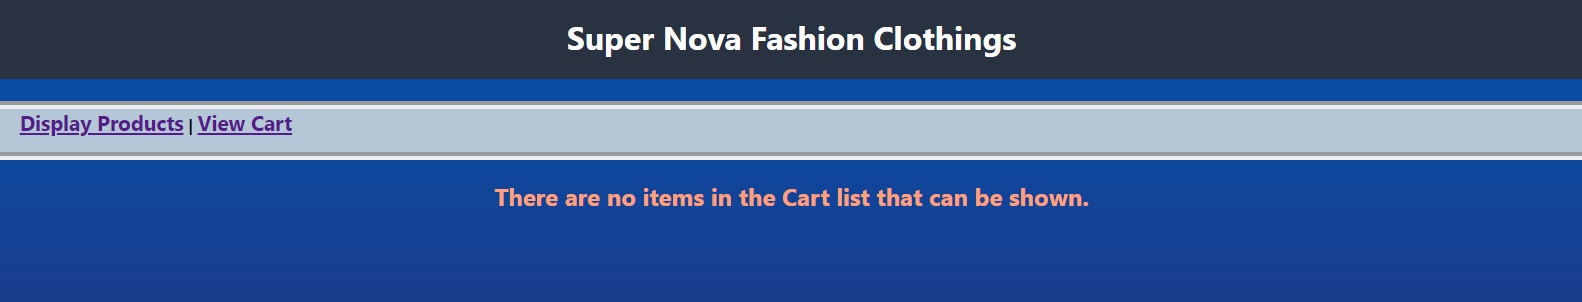 Super Nova Fashion Clothings
Display Products | View Cart
There are no items in the Cart list that can be shown.